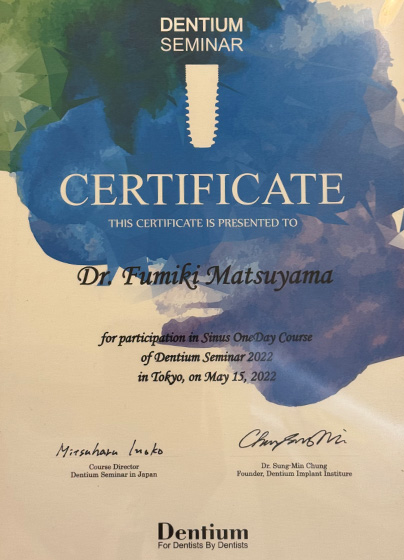 DENTIUM
SEMINAR
CERTIFICATE
THIS CERTIFICATE IS PRESENTED TO
Dr. Fumiki Matsuyama
for participation in Sinus OneDay Course
of Dentium Seminar 2022
in Tokyo, on May 15, 2022
Mitsuharu
Course Director
Dentium Seminar in Japan
Dr. Sung-Min Chung
Founder, Dentium Implant Institure
Dentium
For Dentists By Dentists